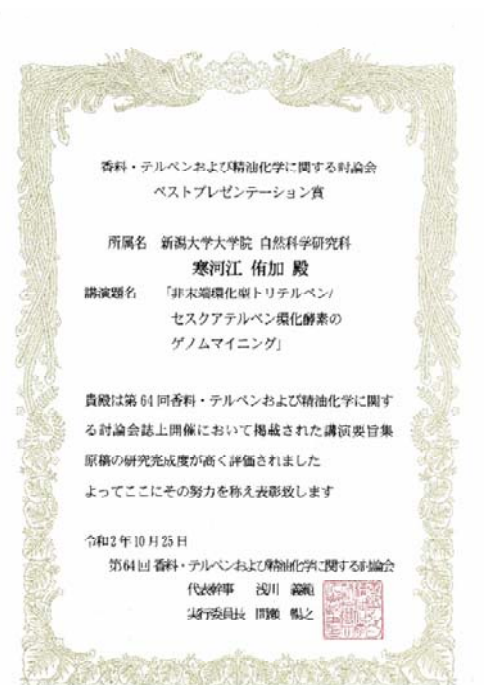 香料・テルペンおよび精油化学に関する討論会
ベストプレゼンテーション賞
所属名 新潟大学大学院 自然科学研究科
寒河江 侑加 殿
講演題名 「非末端環化型トリテルペン/
セスクアテルペン環化酵素の
ゲノムマイニング」
貴殿は第64回香料・テルペンおよび精油化学に関す
る討論会誌上開催において掲載された講演要旨集
原稿の研究完成度が高く評価されました
よってここにその努力を称え表彰致します
令和2年10月25日
第64回 香料・テルペンおよび精油化学に関する討論会
代表幹事 浅川 義範
実行委員長 間瀬 暢之